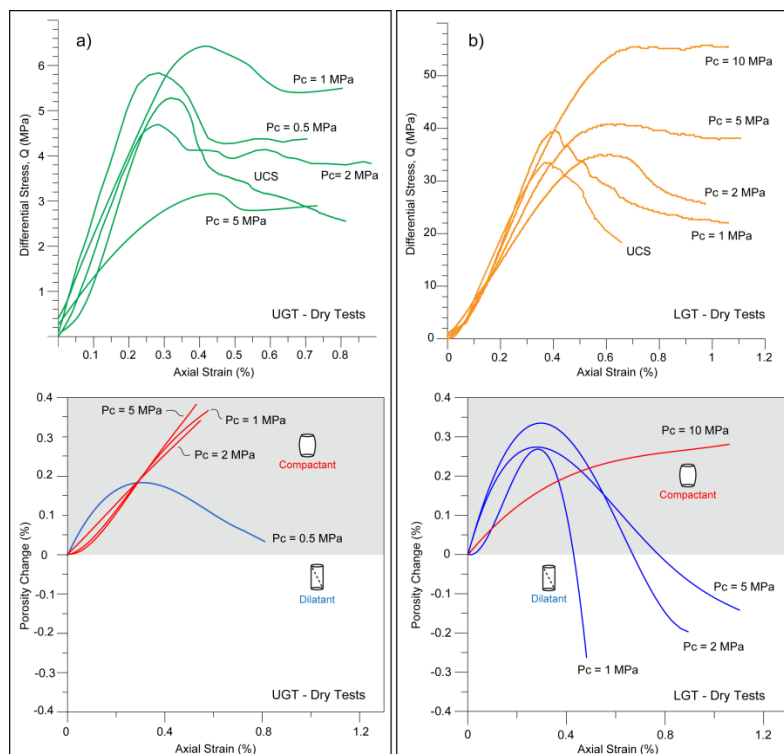 a)
Differential Stress, Q (MPa)
6
5
4
3
2
1
Pc = 1 MPa
Pc = 0.5 MPa
UCS
Pc = 2 MPa
Pc = 5 MPa
UGT - Dry Tests
0.1 0.2 0.3 0.4 0.5 0.6 0.7 0.8
Axial Strain (%)
b)
Differential Stress, Q (MPa)
50
40
30
20
10
0
Pc = 10 MPa
Pc = 5 MPa
Pc = 2 MPa
Pc = 1 MPa
UCS
LGT - Dry Tests
0 0.2 0.4 0.6 0.8 1 1.2
Axial Strain (%)
Porosity Change (%)
0.4
0.3
0.2
0.1
0
-0.1
-0.2
-0.3
-0.4
Pc = 5 MPa
Pc = 1 MPa
Pc = 2 MPa
Compactant
Pc = 0.5 MPa
Dilatant
UGT - Dry Tests
0 0.4 0.8 1.2
Axial Strain (%)
Porosity Change (%)
0.4
0.3
0.2
0.1
0
-0.1
-0.2
-0.3
-0.4
Pc = 10 MPa
Compactant
Dilatant
Pc = 5 MPa
Pc = 2 MPa
Pc = 1 MPa
LGT - Dry Tests
0 0.4 0.8 1.2
Axial Strain (%)